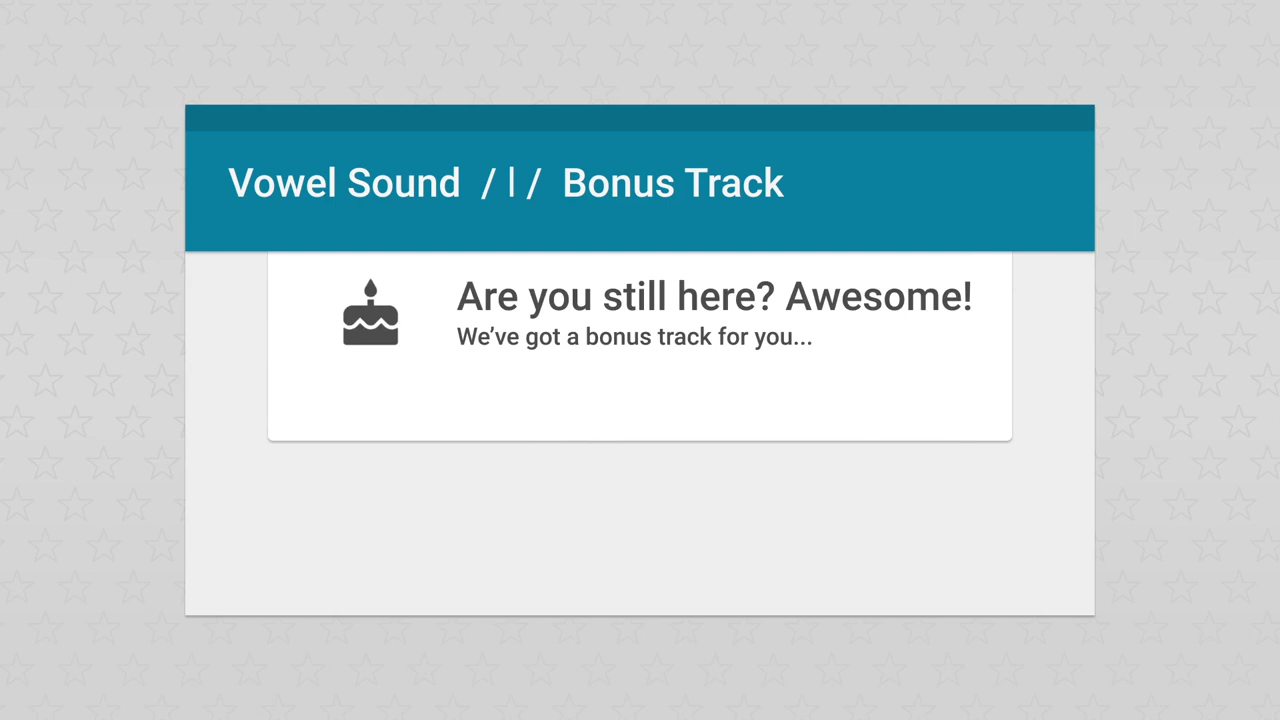 Vowel Sound / I / Bonus Track
Are you still here? Awesome!
We’ve got a bonus track for you...